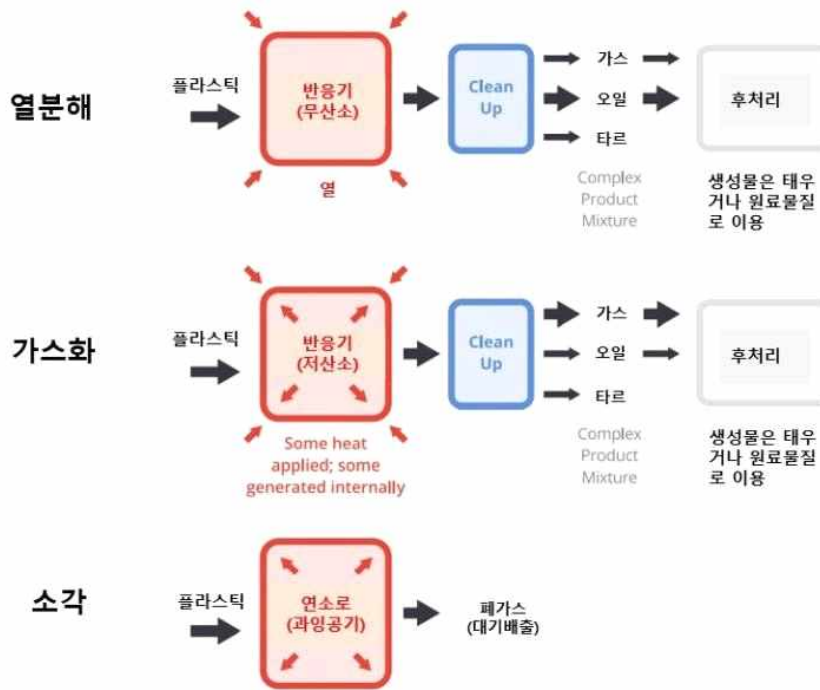 열분해
플라스틱
반응기
(무산소)
열
Clean
Up
가스
오일
타르
Complex
Product
Mixture
후처리
생성물은 태우
거나 원료물질
로 이용
가스화
플라스틱
반응기
(저산소)
Some heat
applied; some
generated internally
Clean
Up
가스
오일
타르
Complex
Product
Mixture
후처리
생성물은 태우
거나 원료물질
로 이용
소각
플라스틱
연소로
(과잉공기)
폐가스
(대기배출)